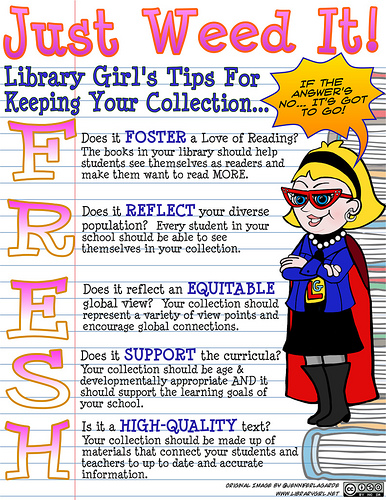 Just Weed It!
Library Girl's Tips For
Keeping Your Collection...
IF THE
ANSWER'S
NO... IT'S GOT
TO GO!
F
Does it FOSTER a Love of Reading?
The books in your library should help
students see themselves as readers and
make them want to read MORE.
R
Does it REFLECT your diverse
population? Every student in your
school should be able to see
themselves in your collection.
E
Does it reflect an EQUITABLE
global view? Your collection should
represent a variety of view points and
encourage global connections.
S
Does it SUPPORT the curricula?
Your collection should be age &
developmentally appropriate AND it
should support the learning goals of
your school.
H
Is it a HIGH-QUALITY text?
Your collection should be made up of
materials that connect your students and
teachers to up to date and accurate
information.
LG
ORIGINAL IMAGE BY @JENNIFERLAGARDE
WWW.LIBRARYGIRL.NET
CC
BY NC SA